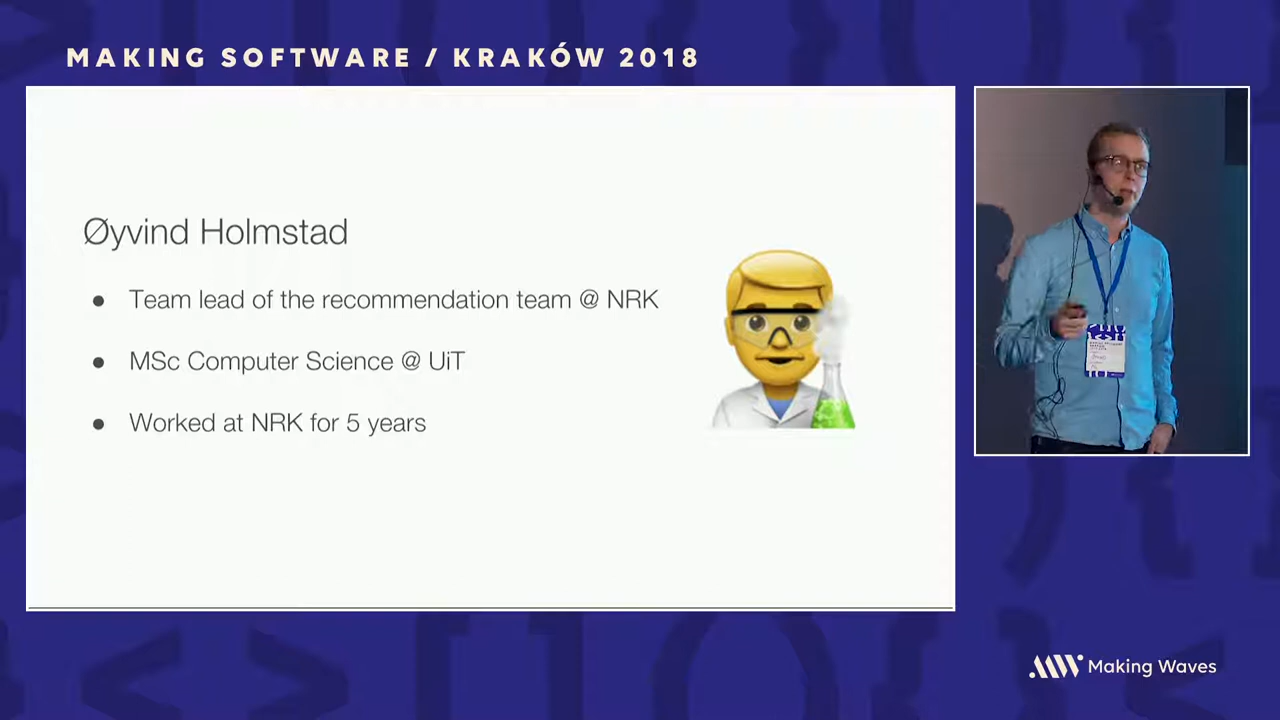 MAKING SOFTWARE / KRAKÓW 2018
Øyvind Holmstad
● Team lead of the recommendation team @ NRK
● MSc Computer Science @ UiT
● Worked at NRK for 5 years
Making Waves